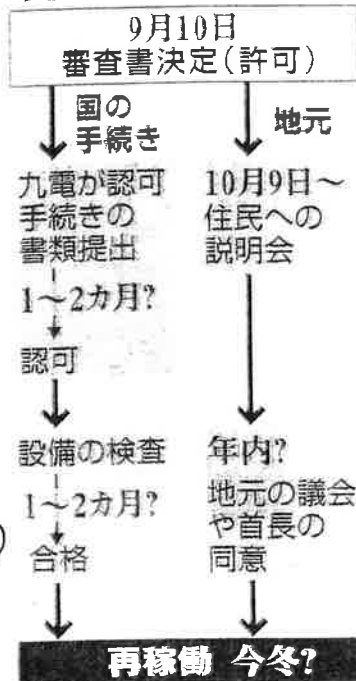 9月10日
審査書決定(許可)
国の
手続き
九電が認可
手続きの
書類提出
1〜2カ月?
認可
設備の検査
1〜2カ月?
合格
地元
10月9日〜
住民への
説明会
年内?
地元の議会
や首長の
同意
再稼働 今冬?